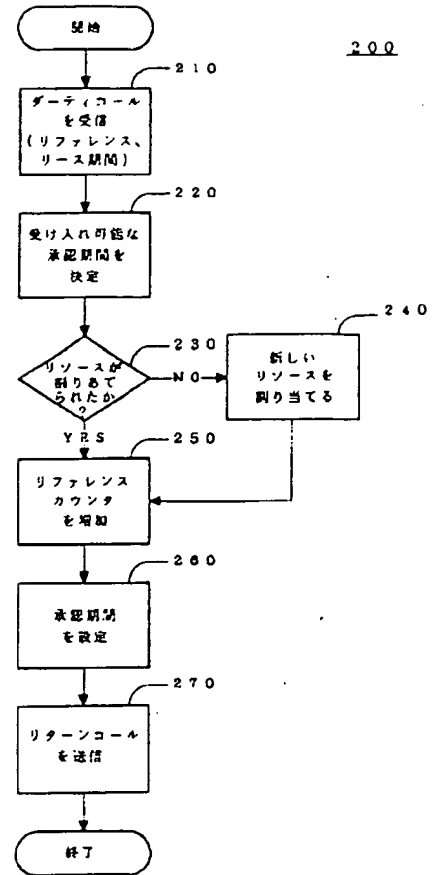 開始
200
210
ダーティコール
を受信
(リファレンス、
リース期間)
220
受け入れ可能な
承認期間を
決定
230
リソースが
割りあて
られたか
?
NO
240
新しい
リソースを
割り当てる
YES
250
リファレンス
カウンタ
を増加
260
承認期間
を設定
270
リターンコール
を送信
終了